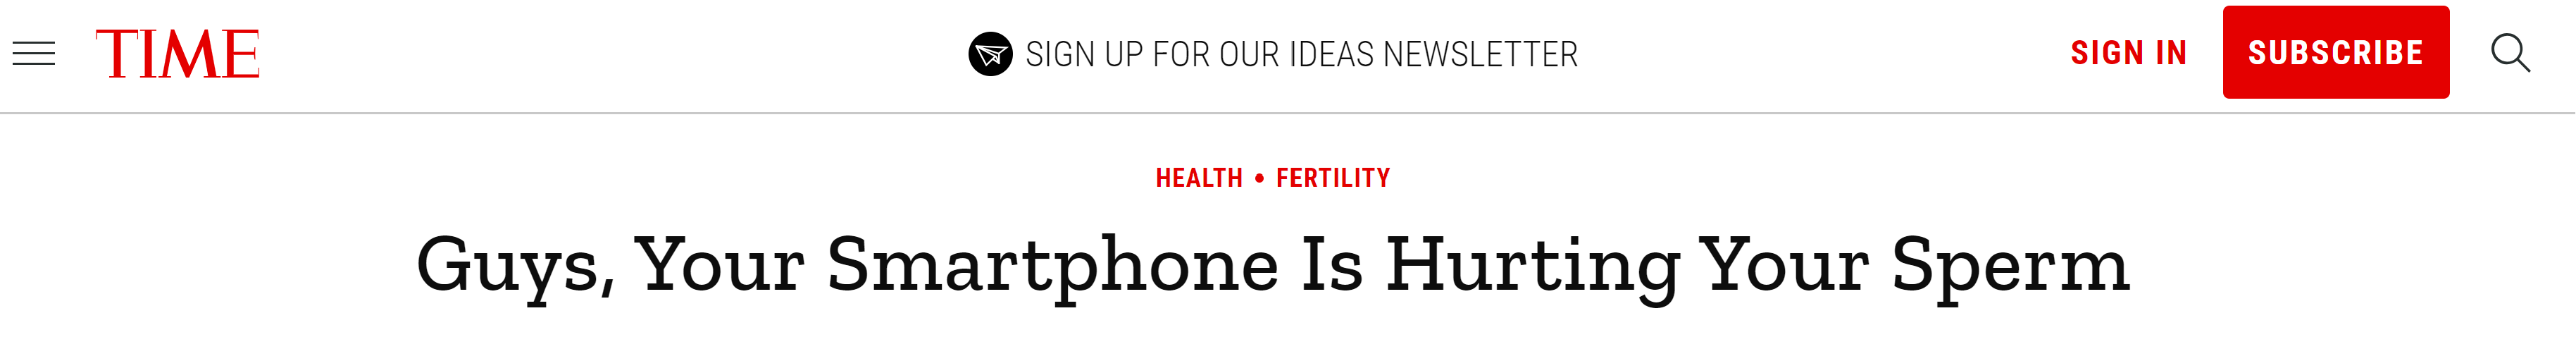 TIME
SIGN UP FOR OUR IDEAS NEWSLETTER
SIGN IN
SUBSCRIBE
HEALTH • FERTILITY
Guys, Your Smartphone Is Hurting Your Sperm